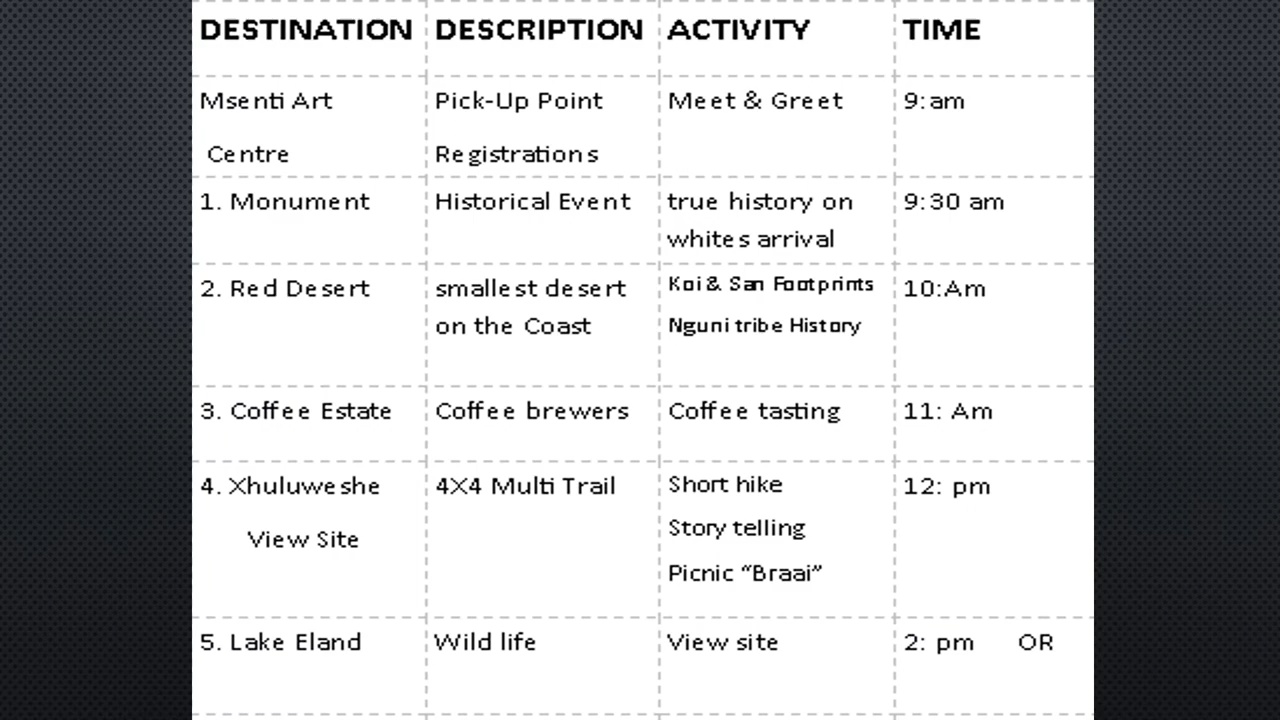 DESTINATION DESCRIPTION ACTIVITY TIME
Msenti Art Pick-Up Point Meet & Greet 9:am
Centre Registrations
1. Monument Historical Event true history on 9:30 am
whites arrival
2. Red Desert smallest desert Koi & San Footprints 10:Am
on the Coast Nguni tribe History
3. Coffee Estate Coffee brewers Coffee tasting 11: Am
4. Xhuluweshe 4X4 Multi Trail Short hike 12: pm
View Site Story telling
Picnic “Braai”
5. Lake Eland Wild life View site 2: pm OR